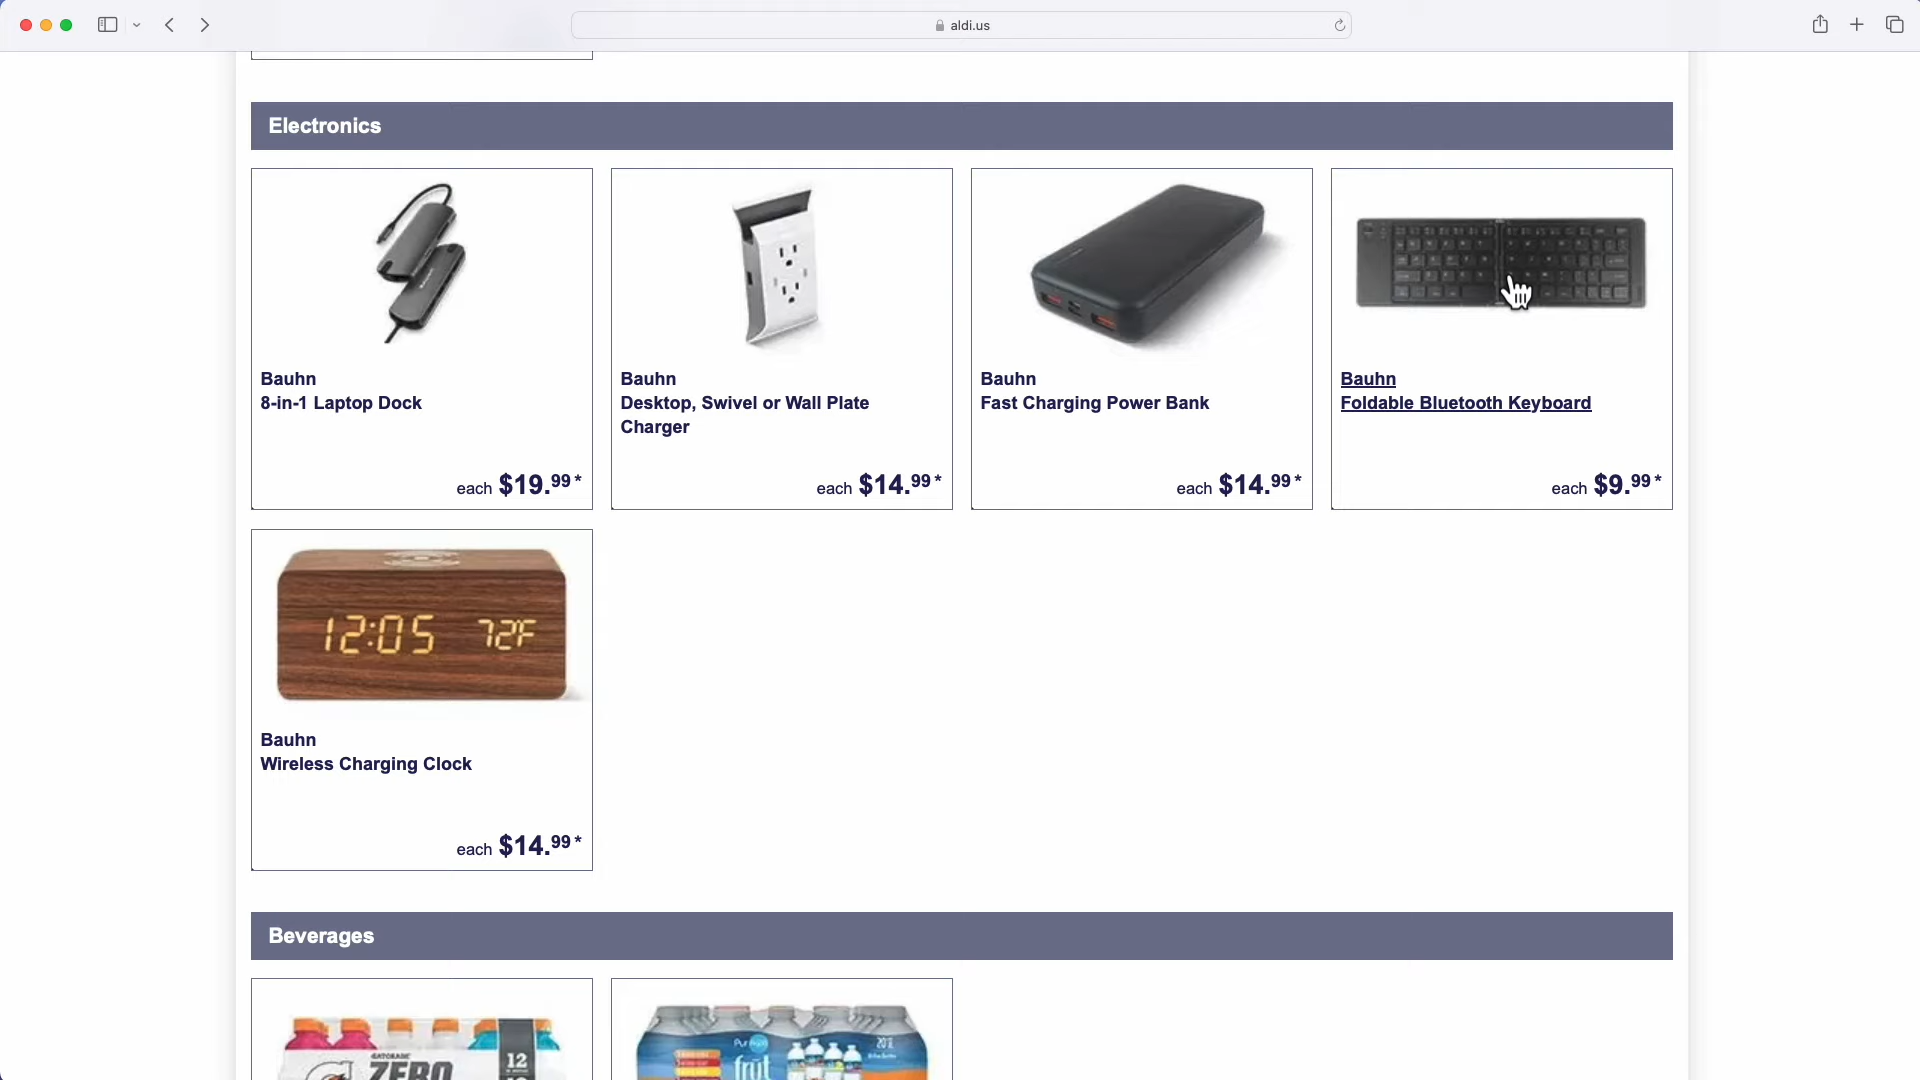 aldi.us
Electronics
Bauhn
8-in-1 Laptop Dock
each $19.99*
Bauhn
Desktop, Swivel or Wall Plate
Charger
each $14.99*
Bauhn
Fast Charging Power Bank
each $14.99*
Bauhn
Foldable Bluetooth Keyboard
each $9.99*
12:05 72F
Bauhn
Wireless Charging Clock
each $14.99*
Beverages
GATORADE
ZERO
12
frút